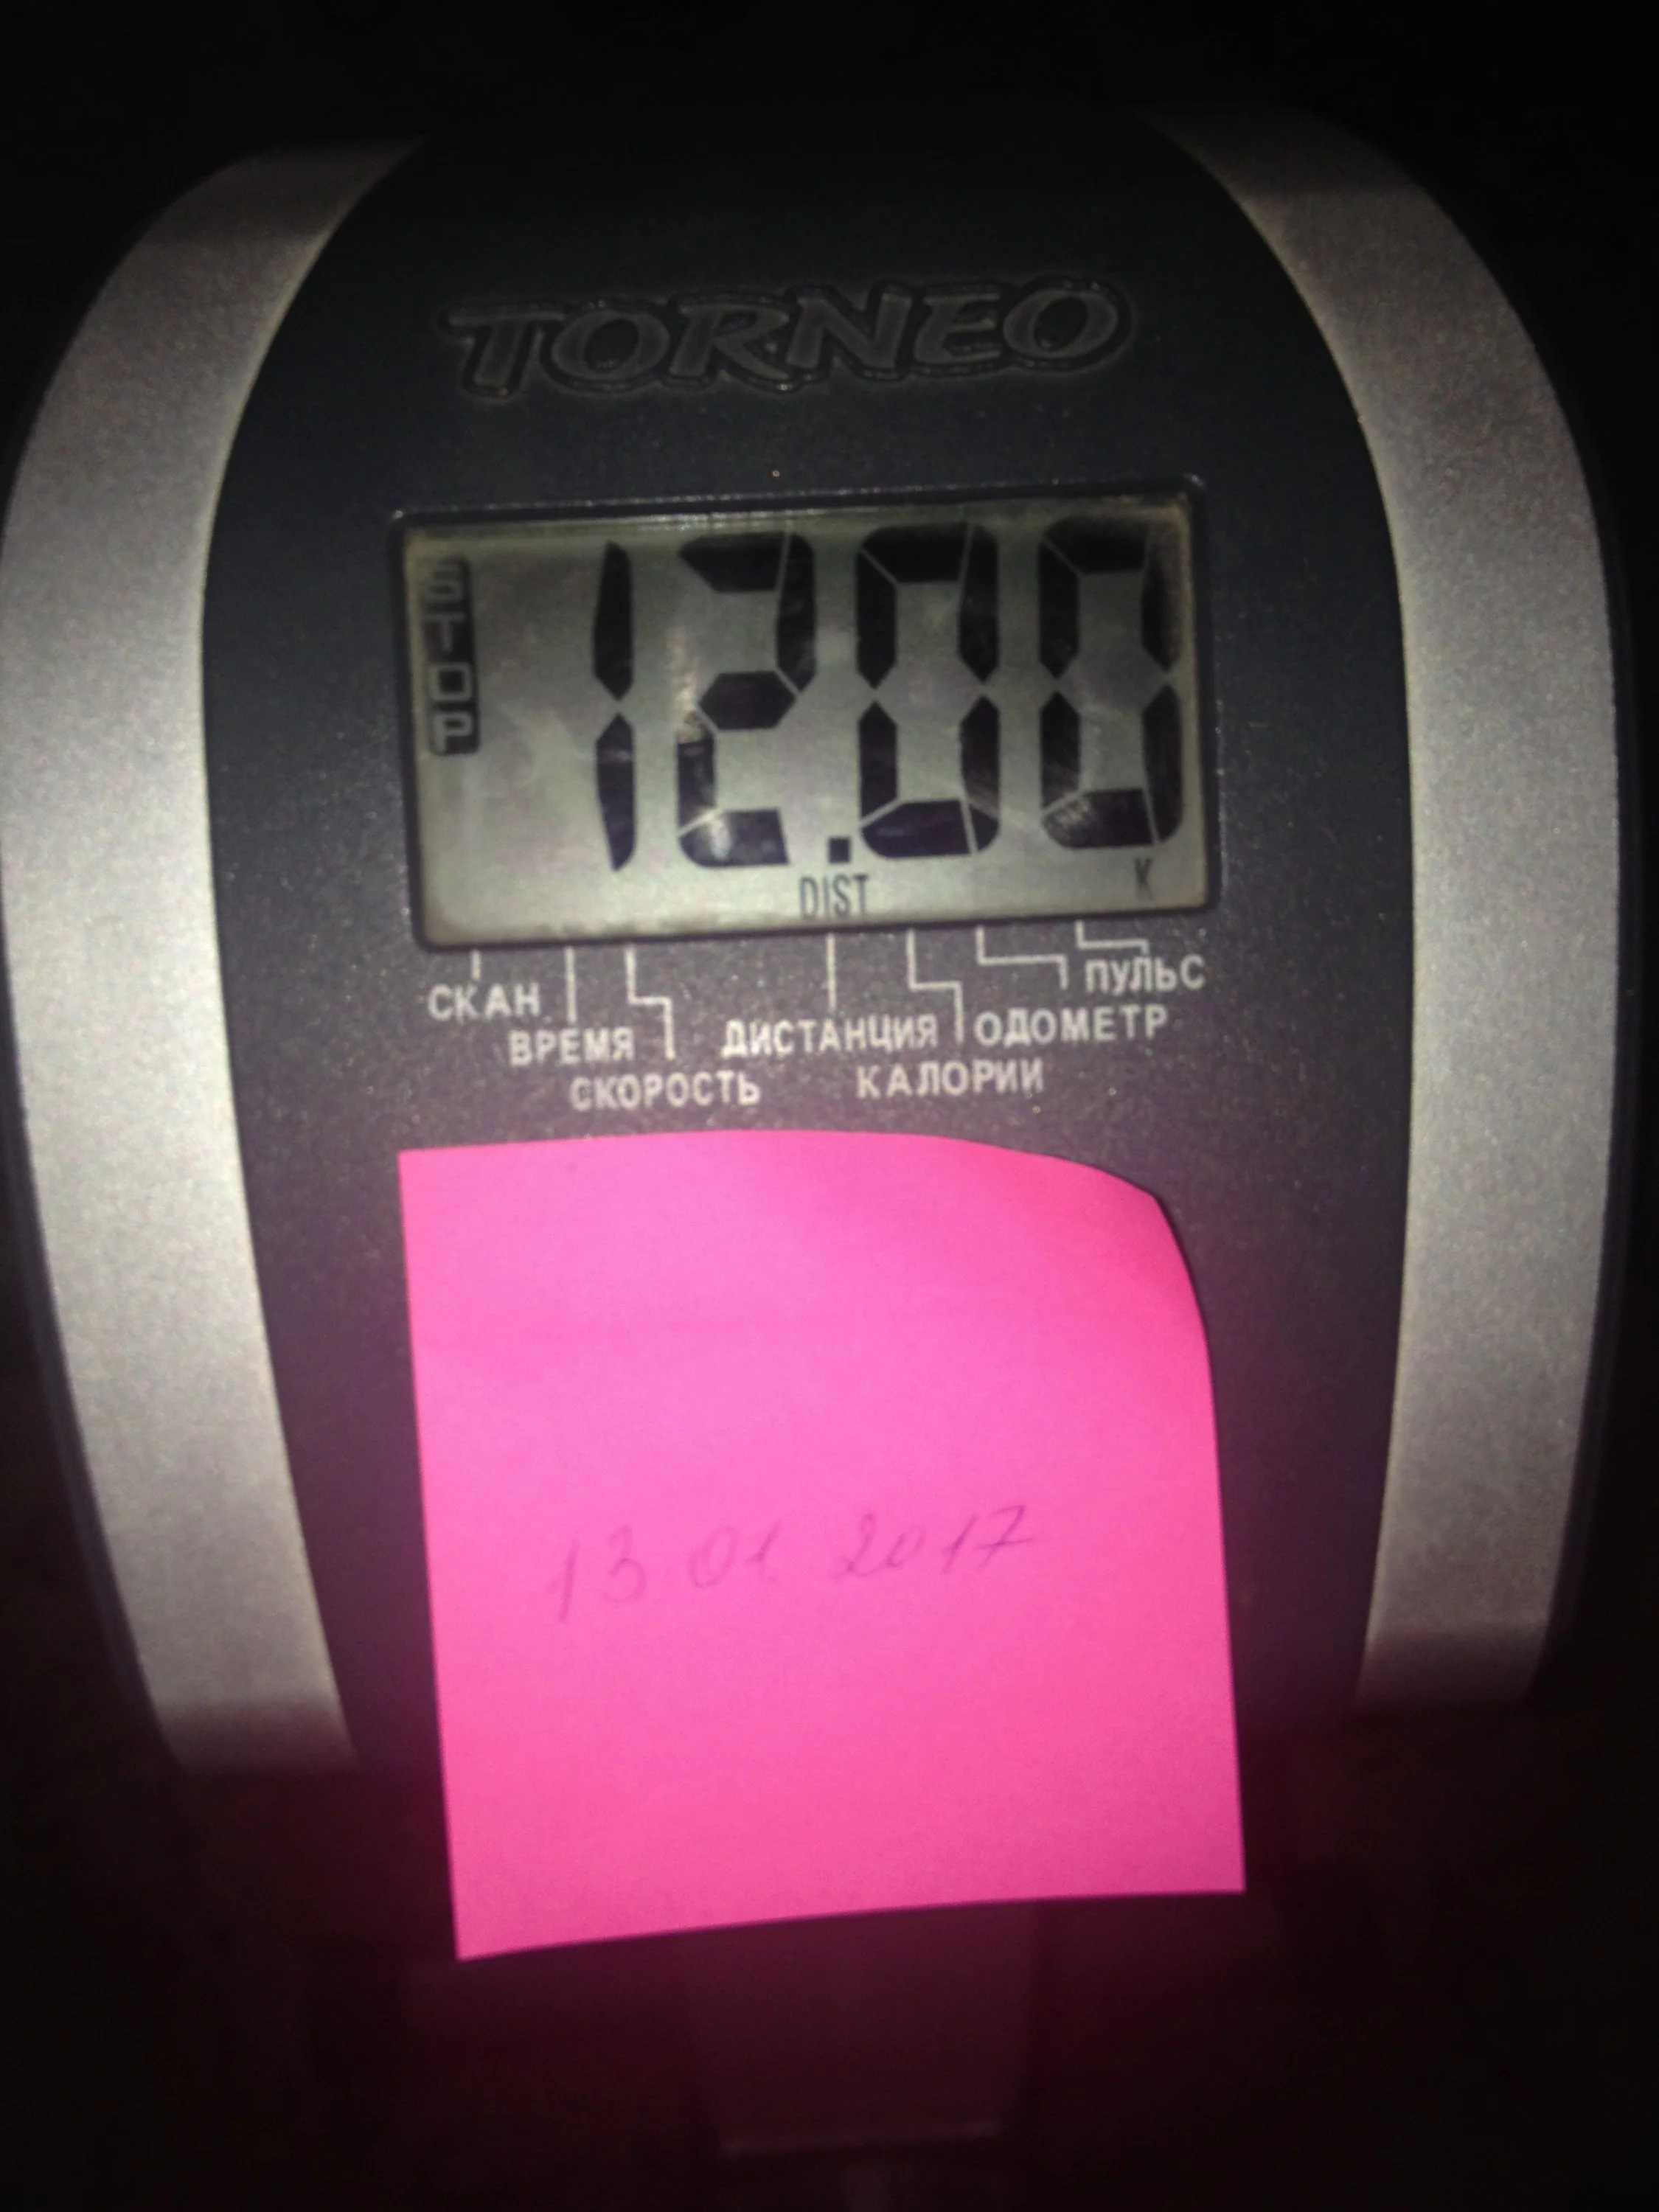 TORNEO
STOP
12.00
DIST K
СКАН
ПУЛЬС
ВРЕМЯ ДИСТАНЦИЯ ОДОМЕТР
СКОРОСТЬ КАЛОРИИ
13 01. 2017